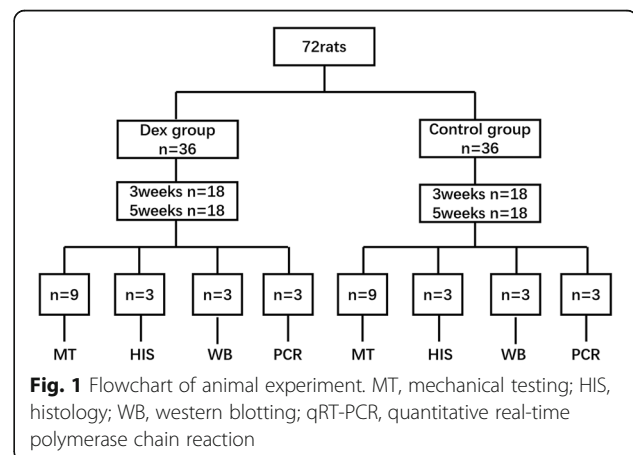 72rats
Dex group
n=36
Control group
n=36
3weeks n=18
5weeks n=18
3weeks n=18
5weeks n=18
n=9 n=3 n=3 n=3 n=9 n=3 n=3 n=3
MT HIS WB PCR MT HIS WB PCR
Fig. 1 Flowchart of animal experiment. MT, mechanical testing; HIS,
histology; WB, western blotting; qRT-PCR, quantitative real-time
polymerase chain reaction